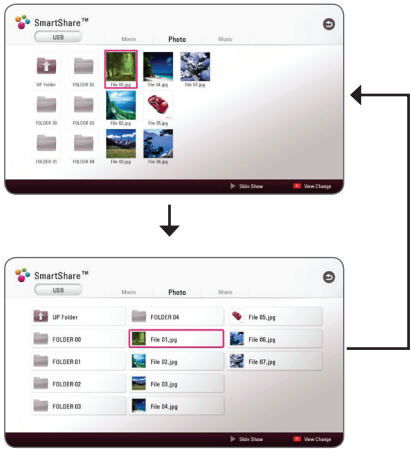 SmartShare™
USB
Movie Photo Music
UP Folder FOLDER 02 File 01.jpg File 04.jpg File 07.jpg
FOLDER 00 FOLDER 03 File 02.jpg File 05.jpg
FOLDER 01 FOLDER 04 File 03.jpg File 06.jpg
Slide Show View Change
SmartShare™
USB
Movie Photo Music
UP Folder FOLDER 04 File 05.jpg
FOLDER 00 File 01.jpg File 06.jpg
FOLDER 01 File 02.jpg File 07.jpg
FOLDER 02 File 03.jpg
FOLDER 03 File 04.jpg
Slide Show View Change